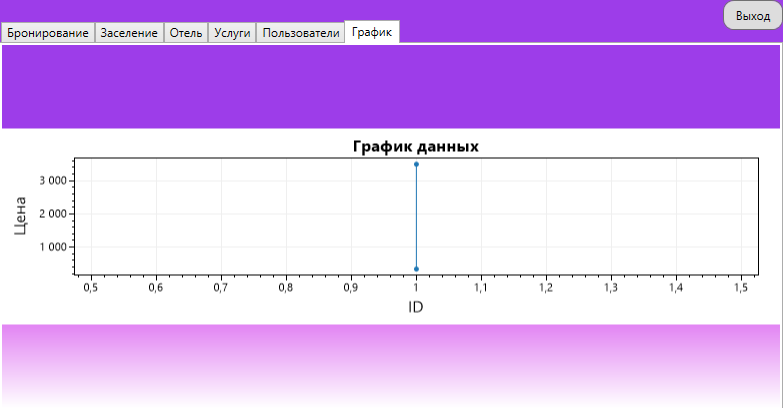 Выход
Бронирование Заселение Отель Услуги Пользователи График
График данных
Цена
3 000
2 000
1 000
0,5 0,6 0,7 0,8 0,9 1 1,1 1,2 1,3 1,4 1,5
ID